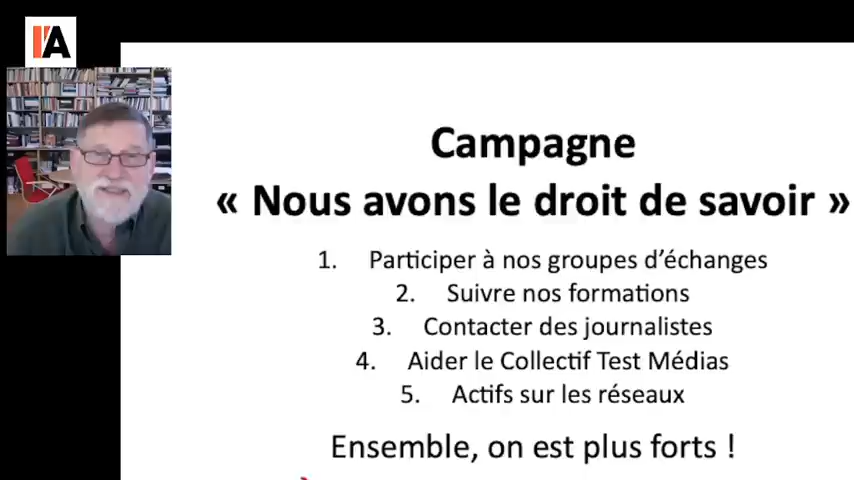 I'A
Campagne
« Nous avons le droit de savoir »
1. Participer à nos groupes d’échanges
2. Suivre nos formations
3. Contacter des journalistes
4. Aider le Collectif Test Médias
5. Actifs sur les réseaux
Ensemble, on est plus forts !